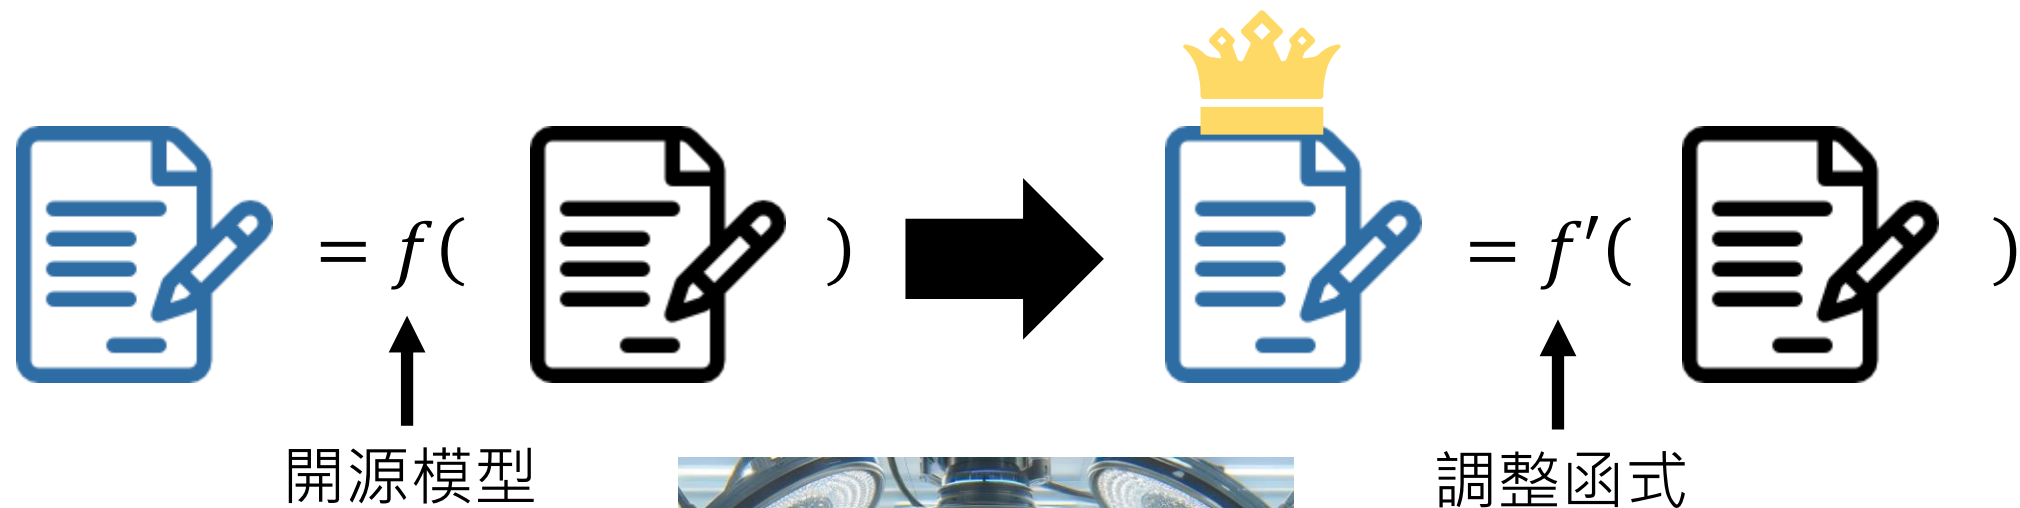 = f( )
= f′( )
開源模型
調整函式